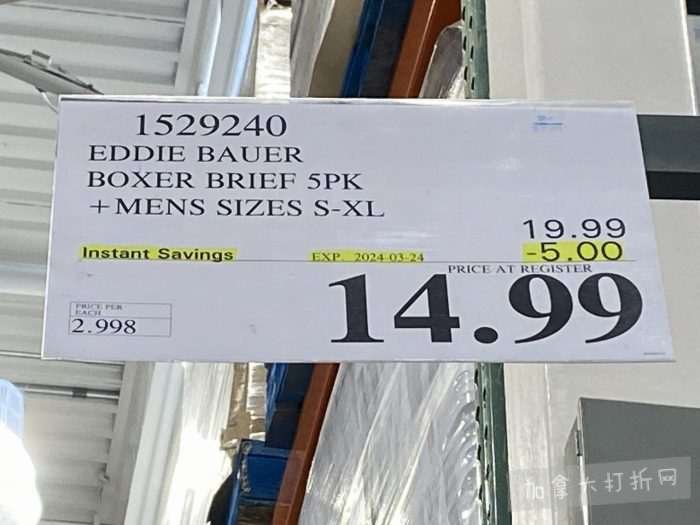 1529240
EDDIE BAUER
BOXER BRIEF 5PK
+MENS SIZES S-XL
19.99
Instant Savings EXP. 2024-03-24 -5.00
PRICE AT REGISTER
14.99
PRICE PER
EACH
2.998
加拿大打折网